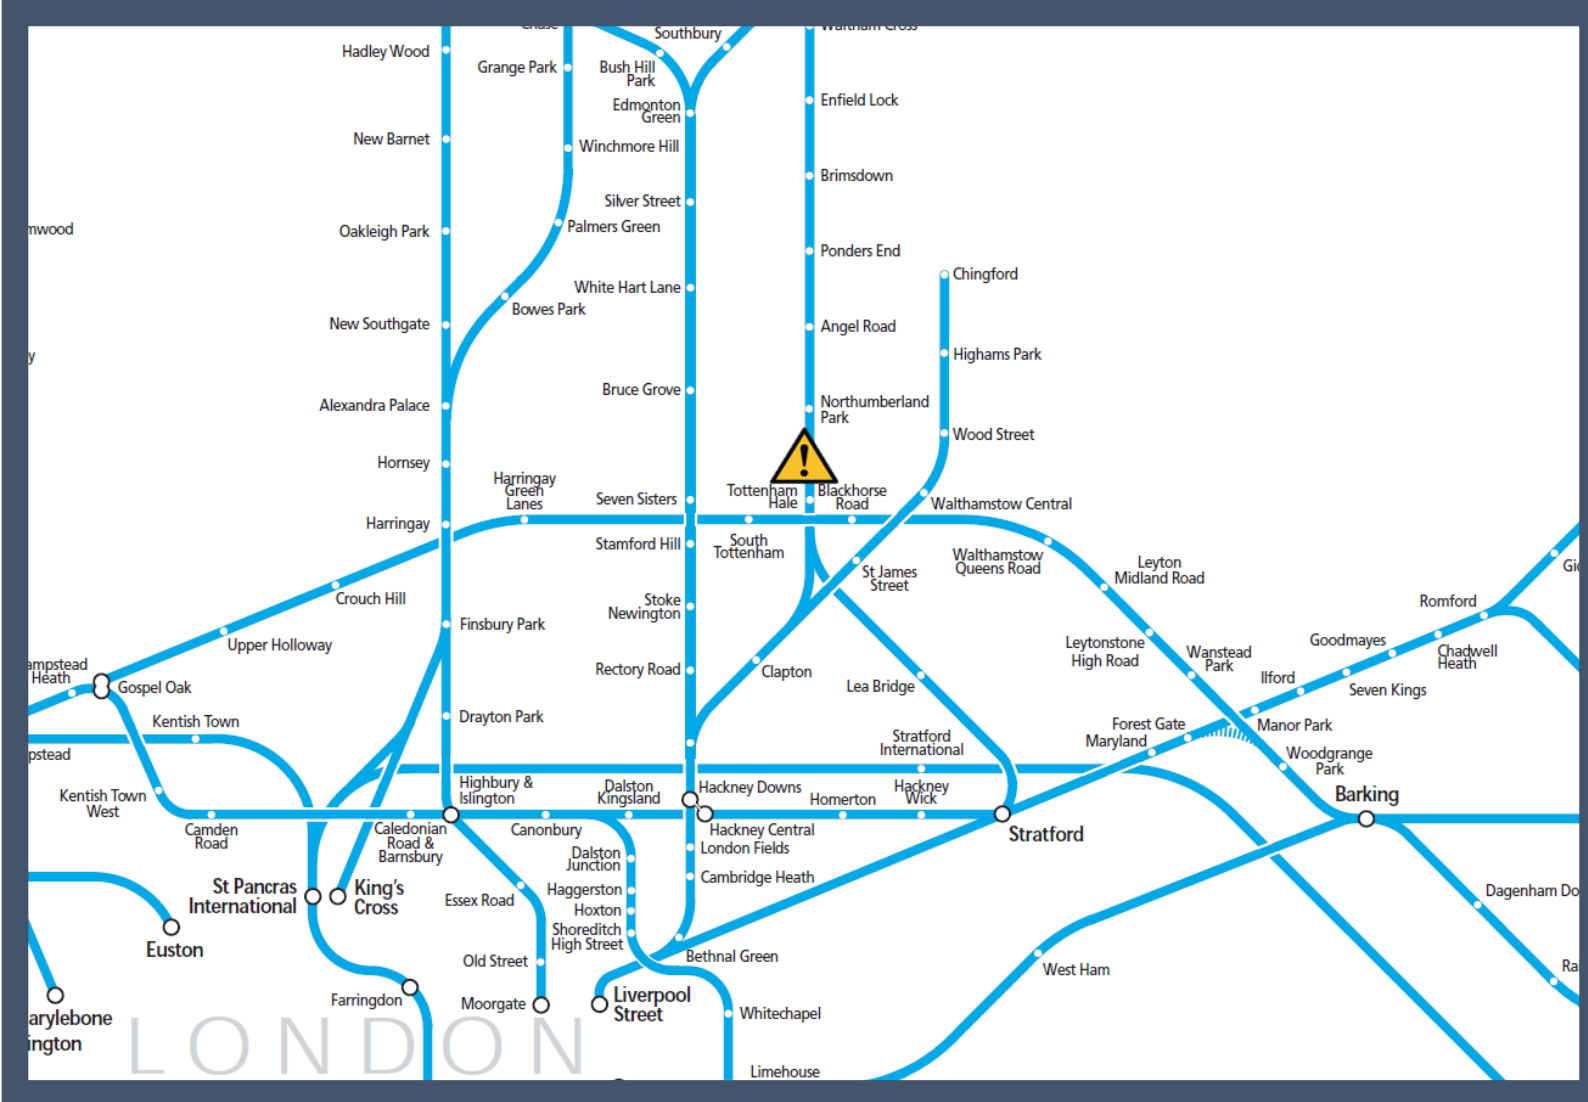 Southbury
Hadley Wood
Grange Park
Bush Hill
Park
Enfield Lock
Edmonton
Green
New Barnet
Winchmore Hill
Brimsdown
Silver Street
mwood
Palmers Green
Oakleigh Park
Ponders End
Chingford
White Hart Lane
Bowes Park
New Southgate
Angel Road
y
Highams Park
Bruce Grove
Alexandra Palace
Northumberland
Park
Wood Street
Hornsey
!
Harringay
Green
Lanes
Seven Sisters
Tottenham
Hale
Blackhorse
Road
Walthamstow Central
Harringay
Stamford Hill
South
Tottenham
Walthamstow
Queens Road
Leyton
Midland Road
St James
Street
Gi
Crouch Hill
Stoke
Newington
Romford
Finsbury Park
Upper Holloway
Leytonstone
High Road
Goodmayes
Chadwell
Heath
Wanstead
Park
ampstead
Heath
Gospel Oak
Rectory Road
Clapton
Lea Bridge
Ilford
Seven Kings
Kentish Town
Drayton Park
Forest Gate
Manor Park
Maryland
Stratford
International
pstead
Woodgrange
Park
Kentish Town
West
Highbury &
Islington
Dalston
Kingsland
Hackney Downs
Homerton
Hackney
Wick
Barking
Camden
Road
Caledonian
Road &
Barnsbury
Canonbury
Hackney Central
Stratford
London Fields
Dalston
Junction
Cambridge Heath
St Pancras
International
King's
Cross
Essex Road
Haggerston
Hoxton
Shoreditch
High Street
Dagenham Do
Euston
Bethnal Green
Old Street
West Ham
Ra
Farringdon
Moorgate
Liverpool
Street
Whitechapel
arylebone
ington
LONDON
Limehouse